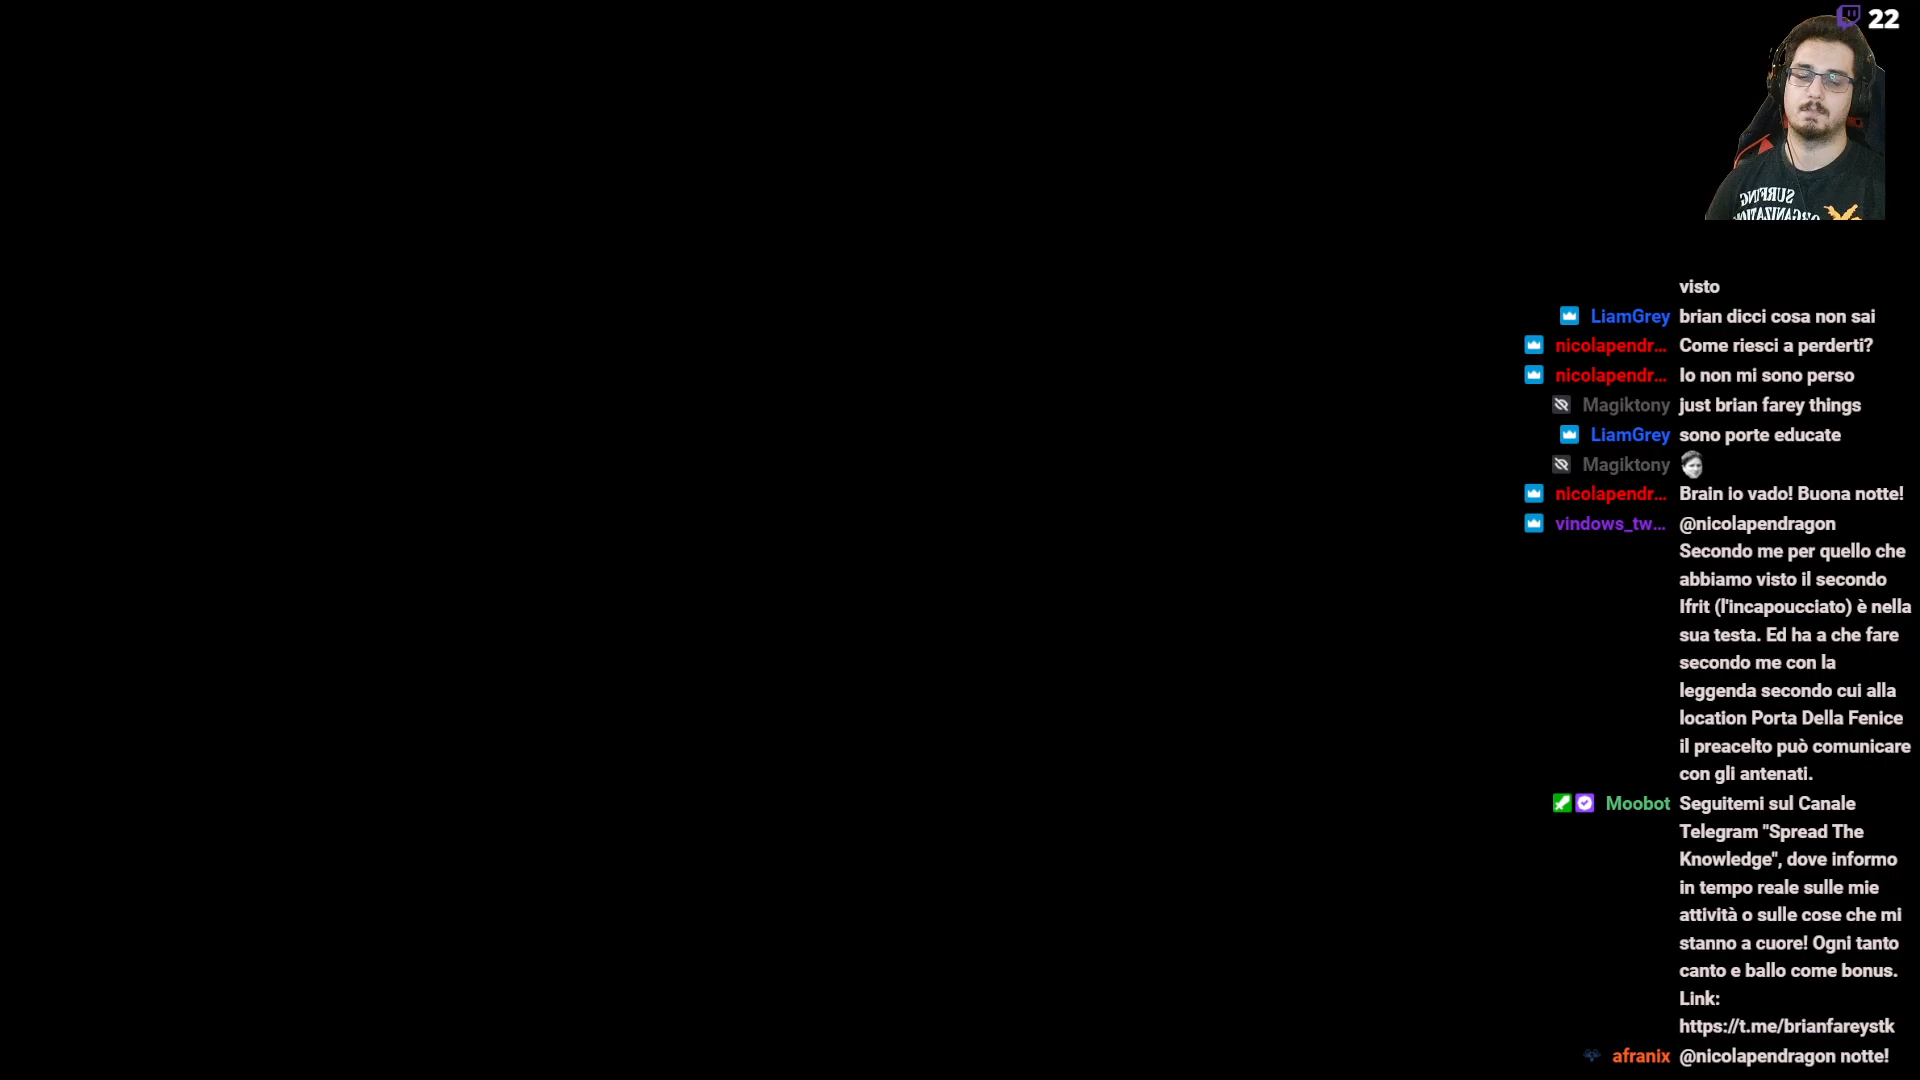 22
SURFING
ORGANIZATION
visto
LiamGrey brian dicci cosa non sai
nicolapendr... Come riesci a perderti?
nicolapendr... Io non mi sono perso
Magiktony just brian farey things
LiamGrey sono porte educate
Magiktony
nicolapendr... Brain io vado! Buona notte!
vindows_tw... @nicolapendragon
Secondo me per quello che
abbiamo visto il secondo
Ifrit (l'incapoucciato) è nella
sua testa. Ed ha a che fare
secondo me con la
leggenda secondo cui alla
location Porta Della Fenice
il preacelto può comunicare
con gli antenati.
Moobot Seguitemi sul Canale
Telegram "Spread The
Knowledge", dove informo
in tempo reale sulle mie
attività o sulle cose che mi
stanno a cuore! Ogni tanto
canto e ballo come bonus.
Link:
https://t.me/brianfareystk
afranix @nicolapendragon notte!